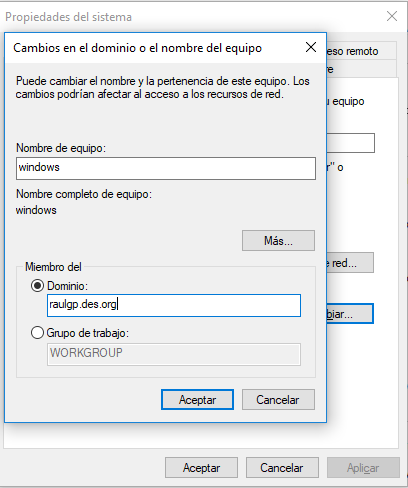 Propiedades del sistema
Cambios en el dominio o el nombre del equipo
eso remoto
re
Puede cambiar el nombre y la pertenencia de este equipo. Los
cambios podrían afectar al acceso a los recursos de red.
u equipo
Nombre de equipo:
windows
r" o
Nombre completo de equipo:
windows
Más...
e red...
Miembro del
Dominio:
raulgp.des.org
biar...
Grupo de trabajo:
WORKGROUP
Aceptar
Cancelar
Aceptar
Cancelar
Aplicar